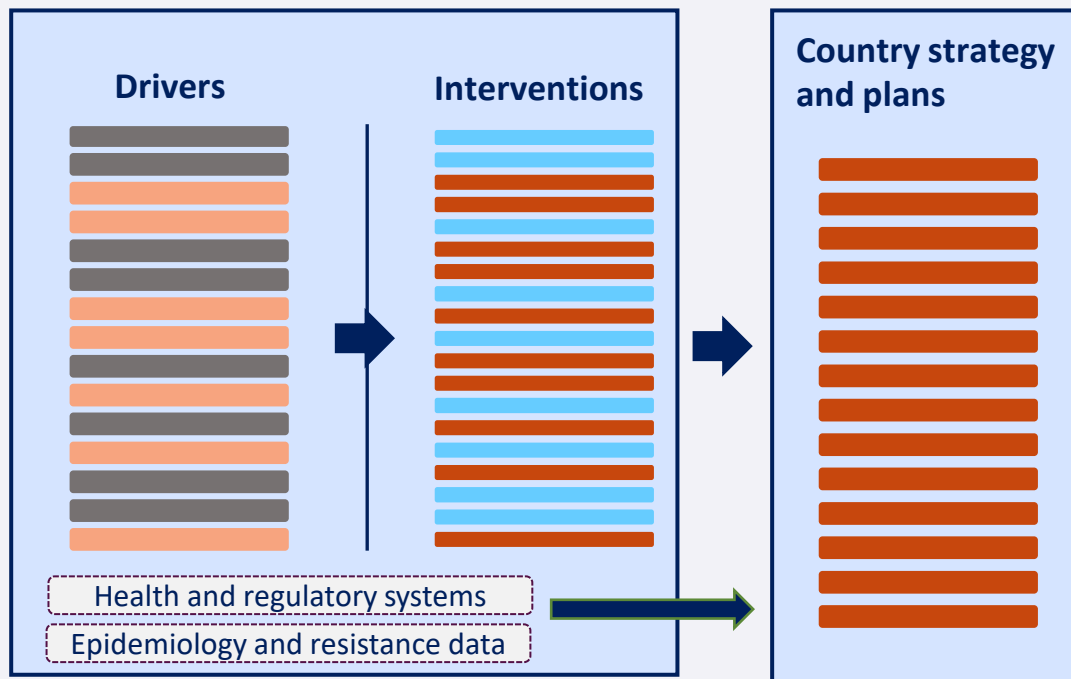 Drivers
Interventions
Health and regulatory systems
Epidemiology and resistance data
Country strategy
and plans